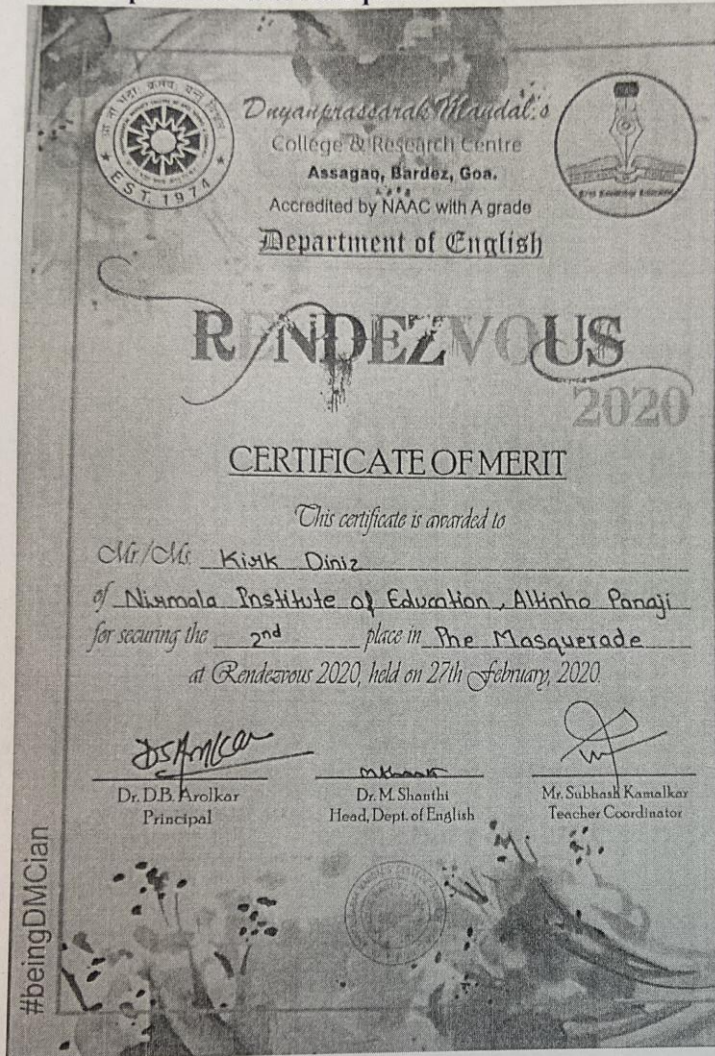 EST. 1974
Dnyanprassarak Mandal's
College & Research Centre
Assagao, Bardez, Goa.
Accredited by NAAC with A grade
Department of English
RENDEZVOUS
2020
CERTIFICATE OF MERIT
This certificate is awarded to
Mr./Ms. Kirk Diniz
of Nirmala Institute of Education, Altinho Panaji
for securing the 2nd place in The Masquerade
at Rendezvous 2020, held on 27th February, 2020.
Dr. D.B. Arolkar
Principal
Dr. M. Shanthi
Head, Dept. of English
Mr. Subhash Kamalkar
Teacher Coordinator
#beingDMCian